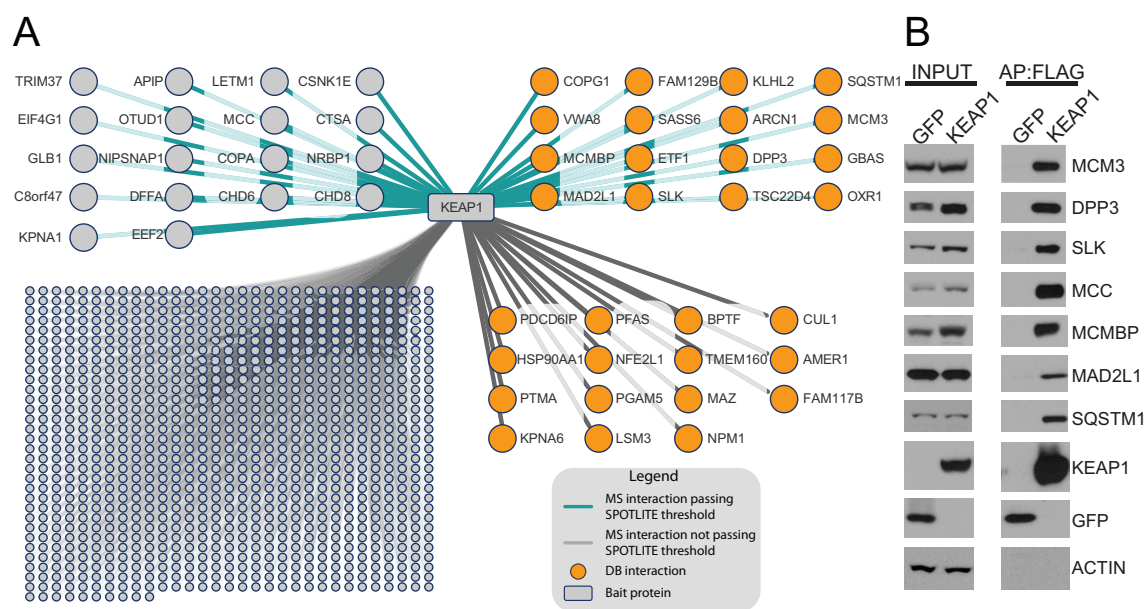 A
TRIM37 APIP LETM1 CSNK1E COPG1 FAM129B KLHL2 SQSTM1
EIF4G1 OTUD1 MCC CTSA VWA8 SASS6 ARCN1 MCM3
GLB1 NIPSNAP1 COPA NRBP1 MCMBP ETF1 DPP3 GBAS
C8orf47 DFFA CHD6 CHD8 MAD2L1 SLK TSC22D4 OXR1
KEAP1
KPNA1 EEF2
PDCD6IP PFAS BPTF CUL1
HSP90AA1 NFE2L1 TMEM160 AMER1
PTMA PGAM5 MAZ FAM117B
KPNA6 LSM3 NPM1
Legend
MS interaction passing
SPOTLITE threshold
MS interaction not passing
SPOTLITE threshold
DB interaction
Bait protein
B
INPUT AP:FLAG
GFP KEAP1 GFP KEAP1
MCM3
DPP3
SLK
MCC
MCMBP
MAD2L1
SQSTM1
KEAP1
GFP
ACTIN